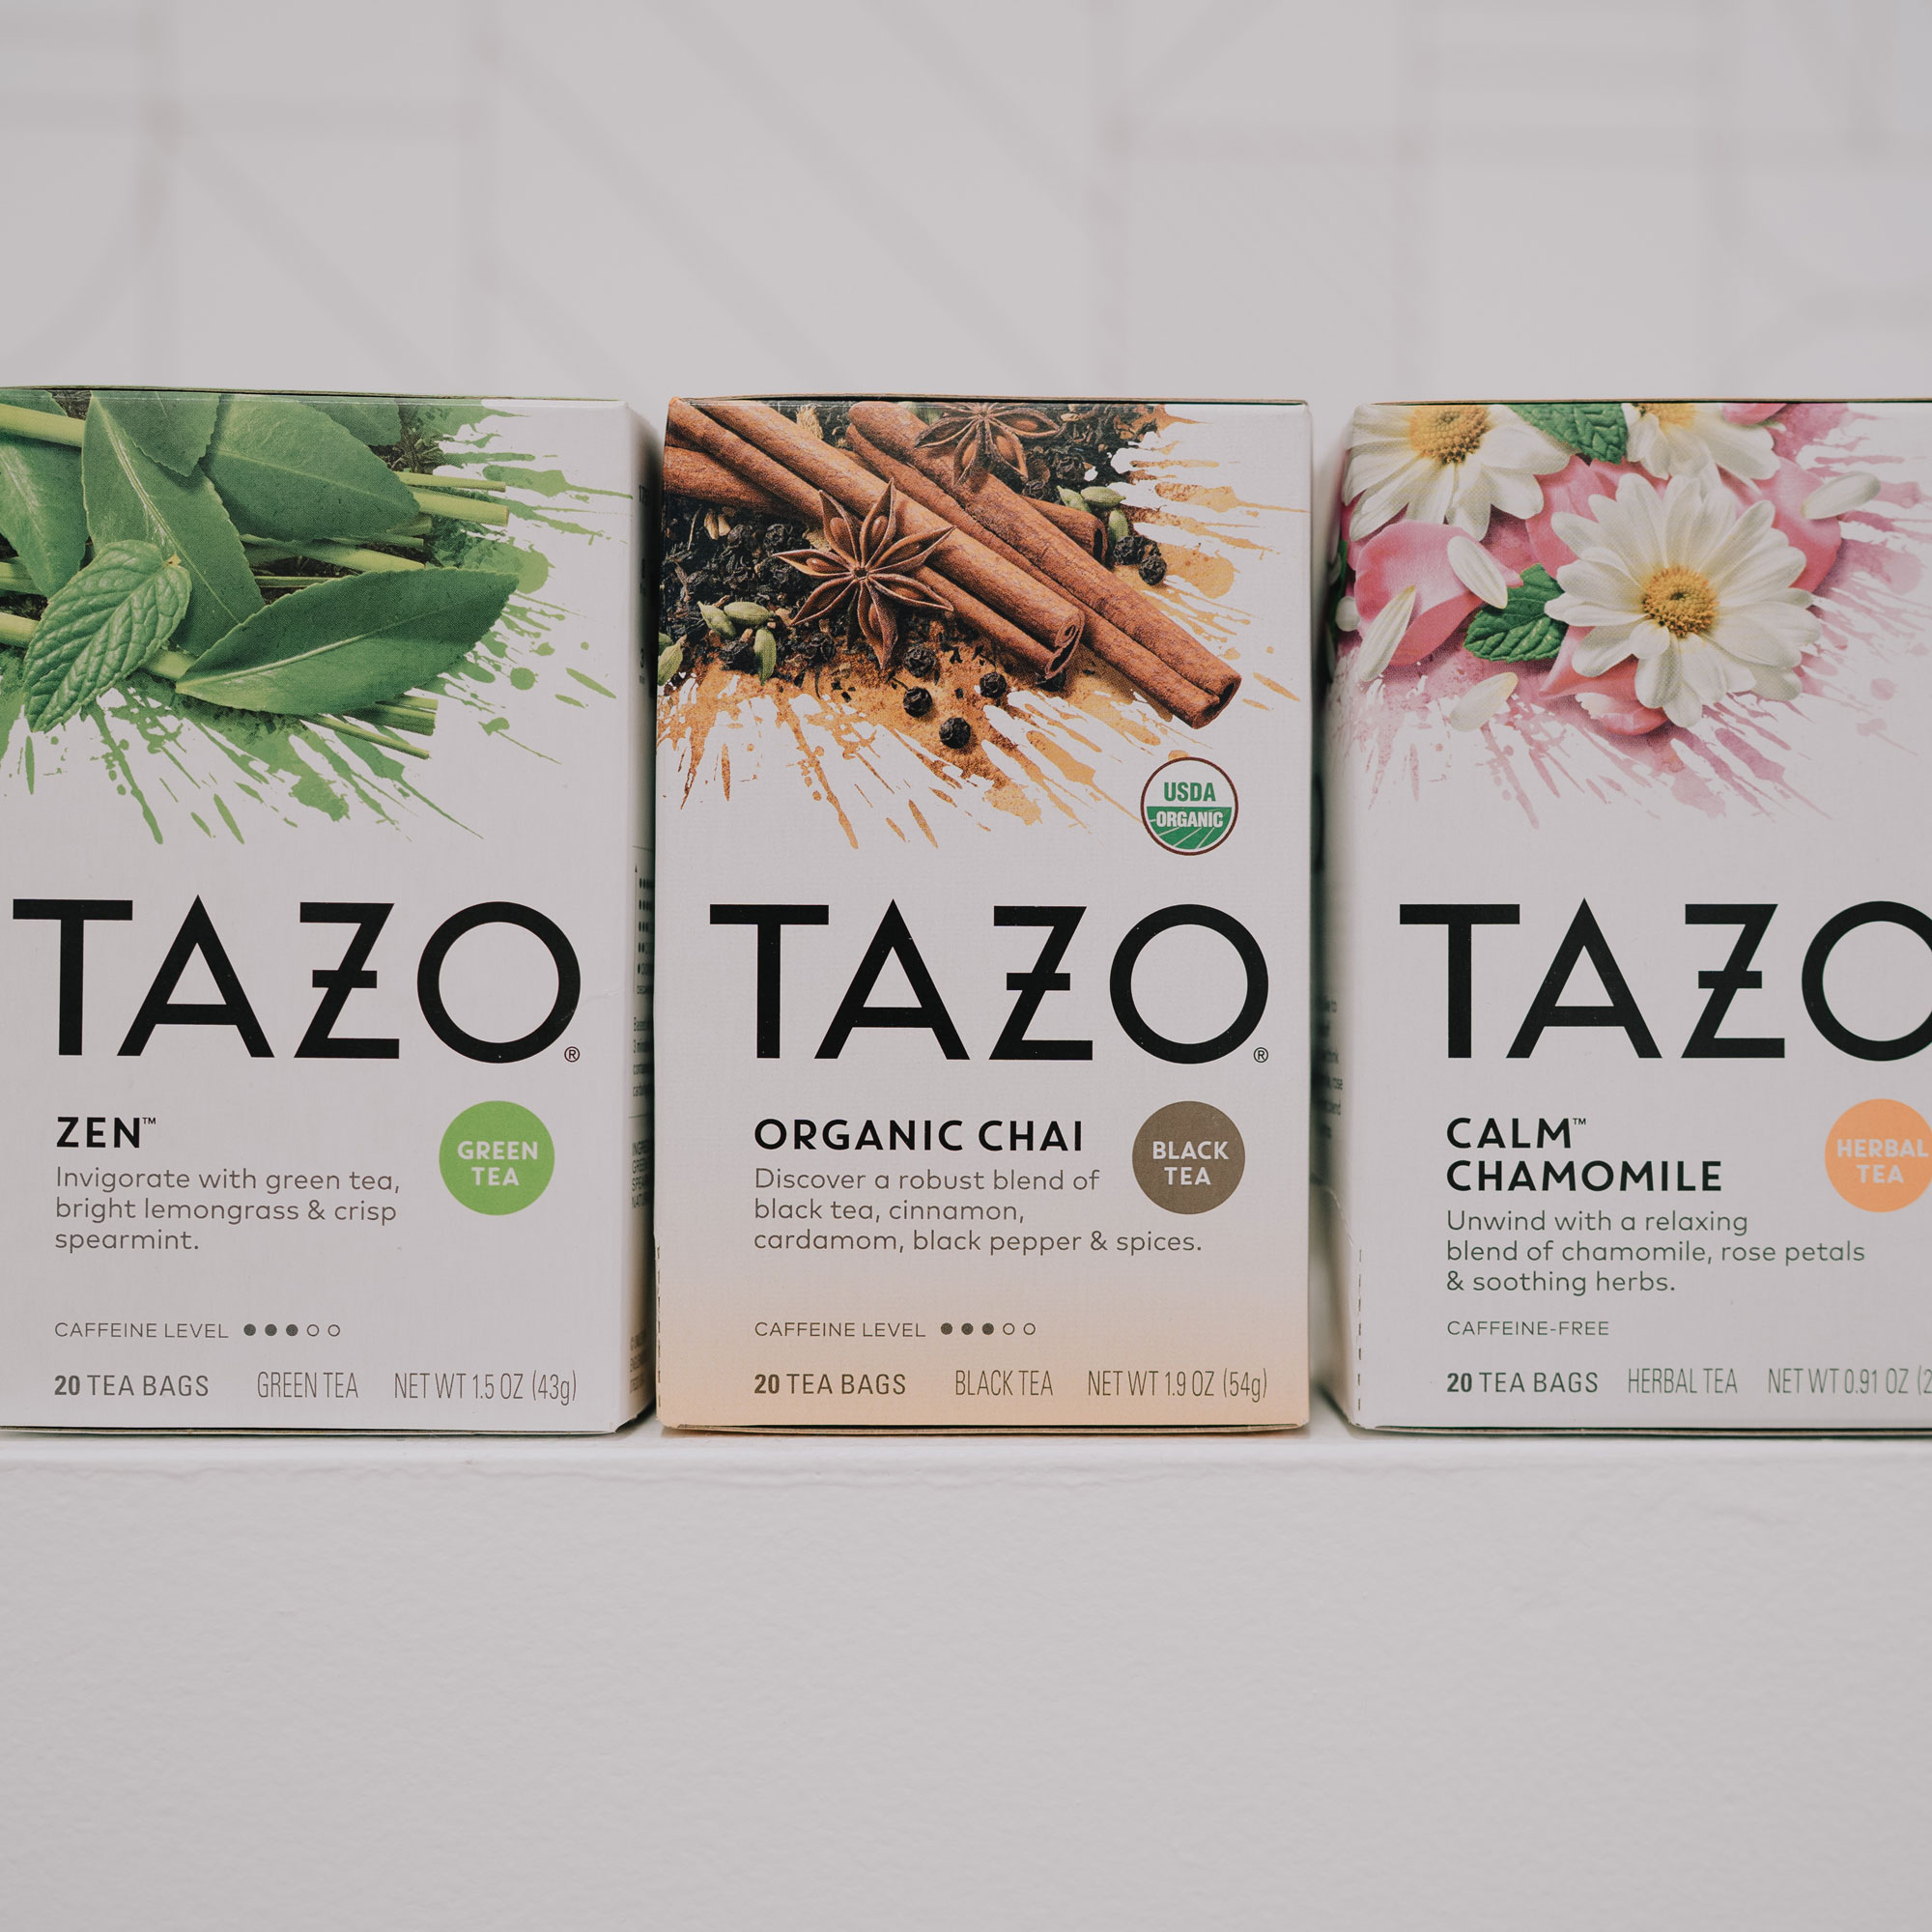 TAZO®
ZEN™
Invigorate with green tea,
bright lemongrass & crisp
spearmint.
GREEN
TEA
CAFFEINE LEVEL
20 TEA BAGS GREEN TEA NET WT 1.5 OZ (43g)
USDA
ORGANIC
TAZO®
ORGANIC CHAI
Discover a robust blend of
black tea, cinnamon,
cardamom, black pepper & spices.
BLACK
TEA
CAFFEINE LEVEL
20 TEA BAGS BLACK TEA NET WT 1.9 OZ (54g)
TAZO
CALM™
CHAMOMILE
Unwind with a relaxing
blend of chamomile, rose petals
& soothing herbs.
HERBAL
TEA
CAFFEINE-FREE
20 TEA BAGS HERBAL TEA NET WT 0.91 OZ